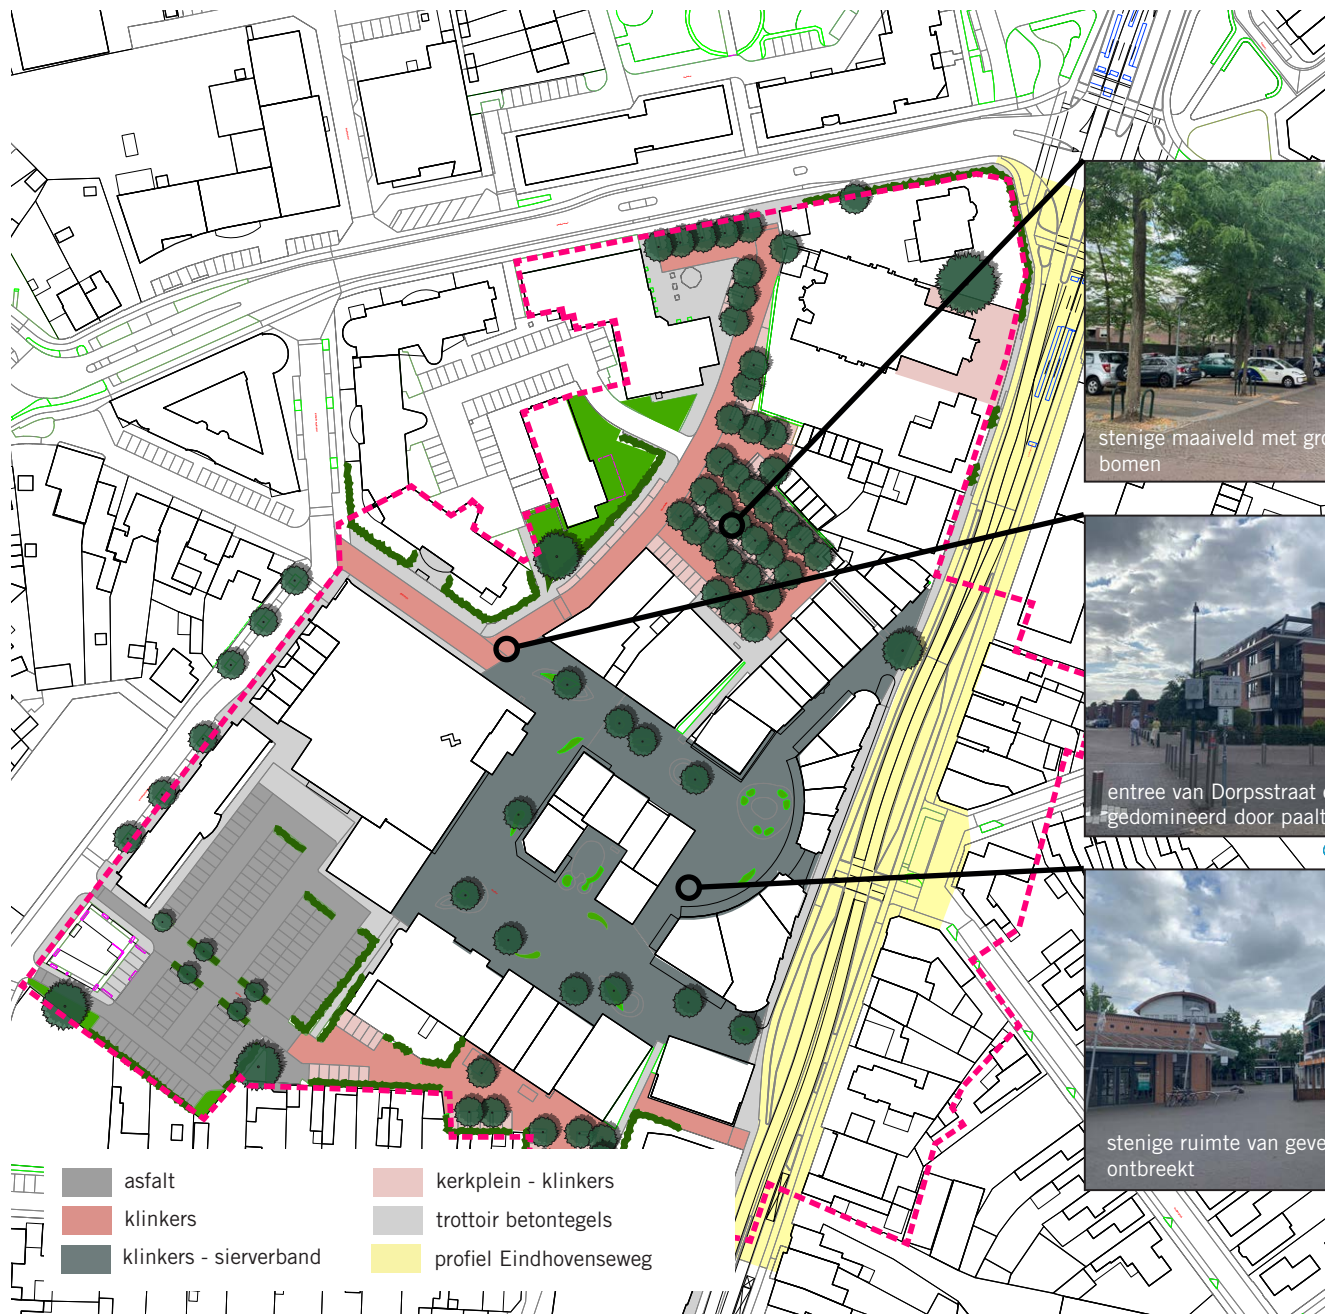 stenige maaiveld met gro
bomen
entree van Dorpsstraat
gedomineerd door paalt
stenige ruimte van geve
ontbreekt
asfalt
klinkers
klinkers - sierverband
kerkplein - klinkers
trottoir betontegels
profiel Eindhovenseweg